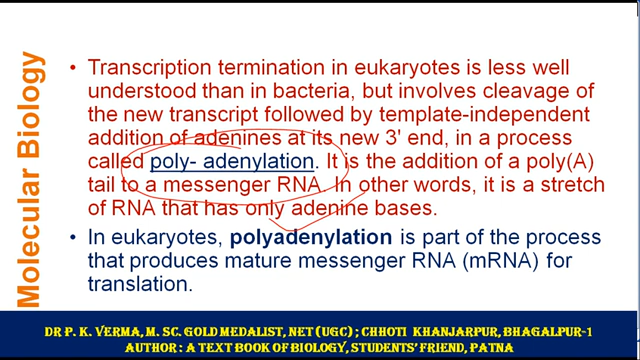 Molecular Biology
• Transcription termination in eukaryotes is less well
understood than in bacteria, but involves cleavage of
the new transcript followed by template-independent
addition of adenines at its new 3' end, in a process
called poly- adenylation. It is the addition of a poly(A)
tail to a messenger RNA. In other words, it is a stretch
of RNA that has only adenine bases.
• In eukaryotes, polyadenylation is part of the process
that produces mature messenger RNA (mRNA) for
translation.
DR P. K. VERMA, M. SC. GOLD MEDALIST, NET (UGC) ; CHHOTI KHANJARPUR, BHAGALPUR-1
AUTHOR : A TEXT BOOK OF BIOLOGY, STUDENTS' FRIEND, PATNA